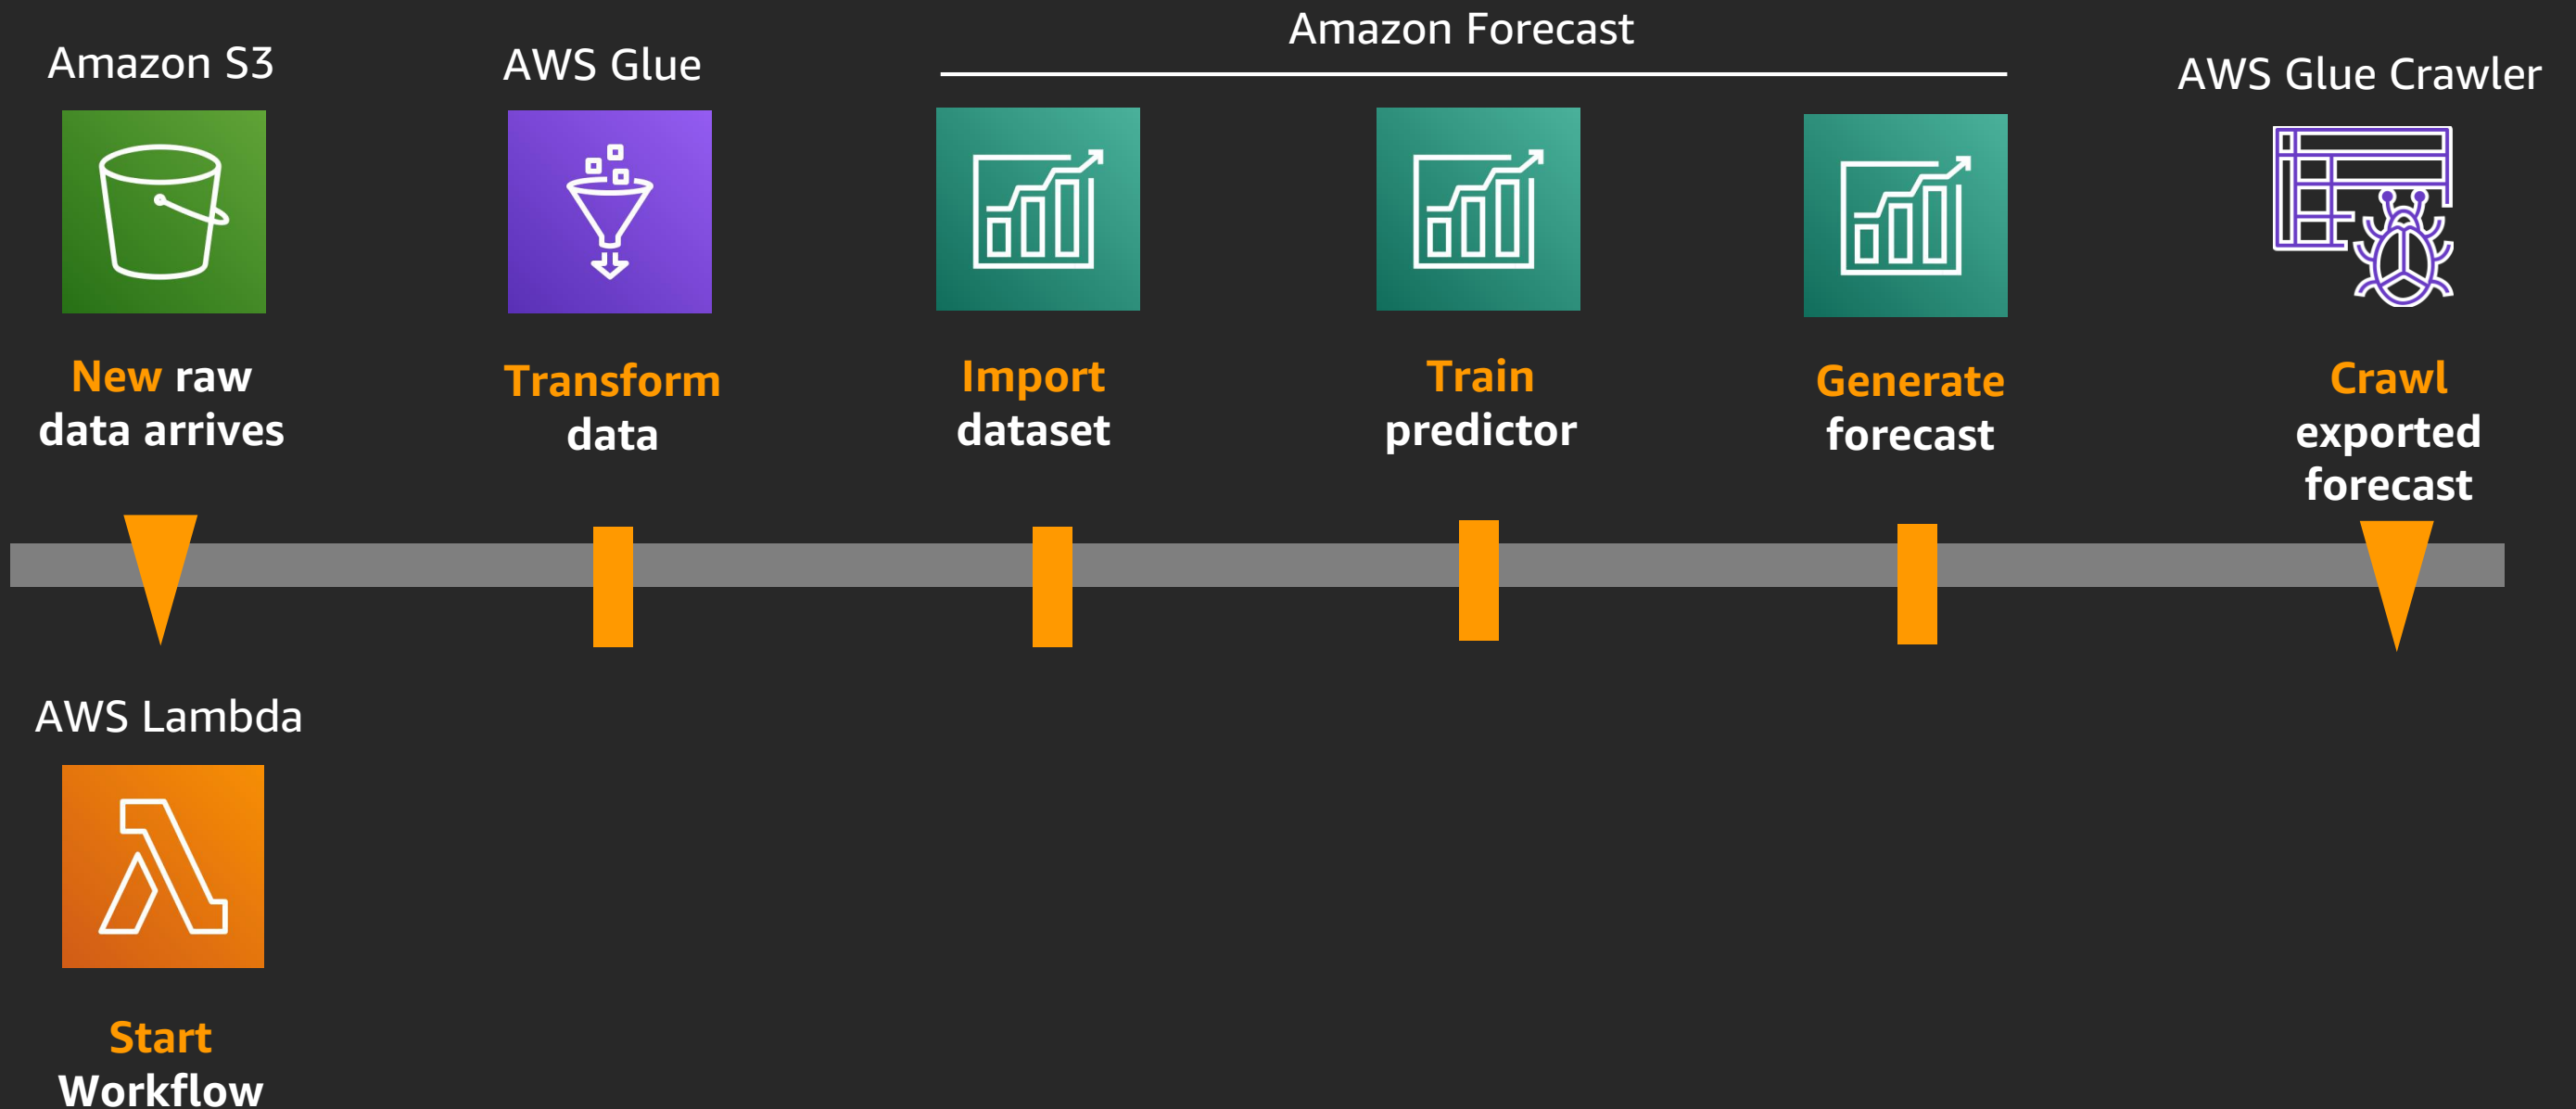 Amazon S3
New raw
data arrives
AWS Glue
Transform
data
Amazon Forecast
Import
dataset
Train
predictor
Generate
forecast
AWS Glue Crawler
Crawl
exported
forecast
AWS Lambda
Start
Workflow